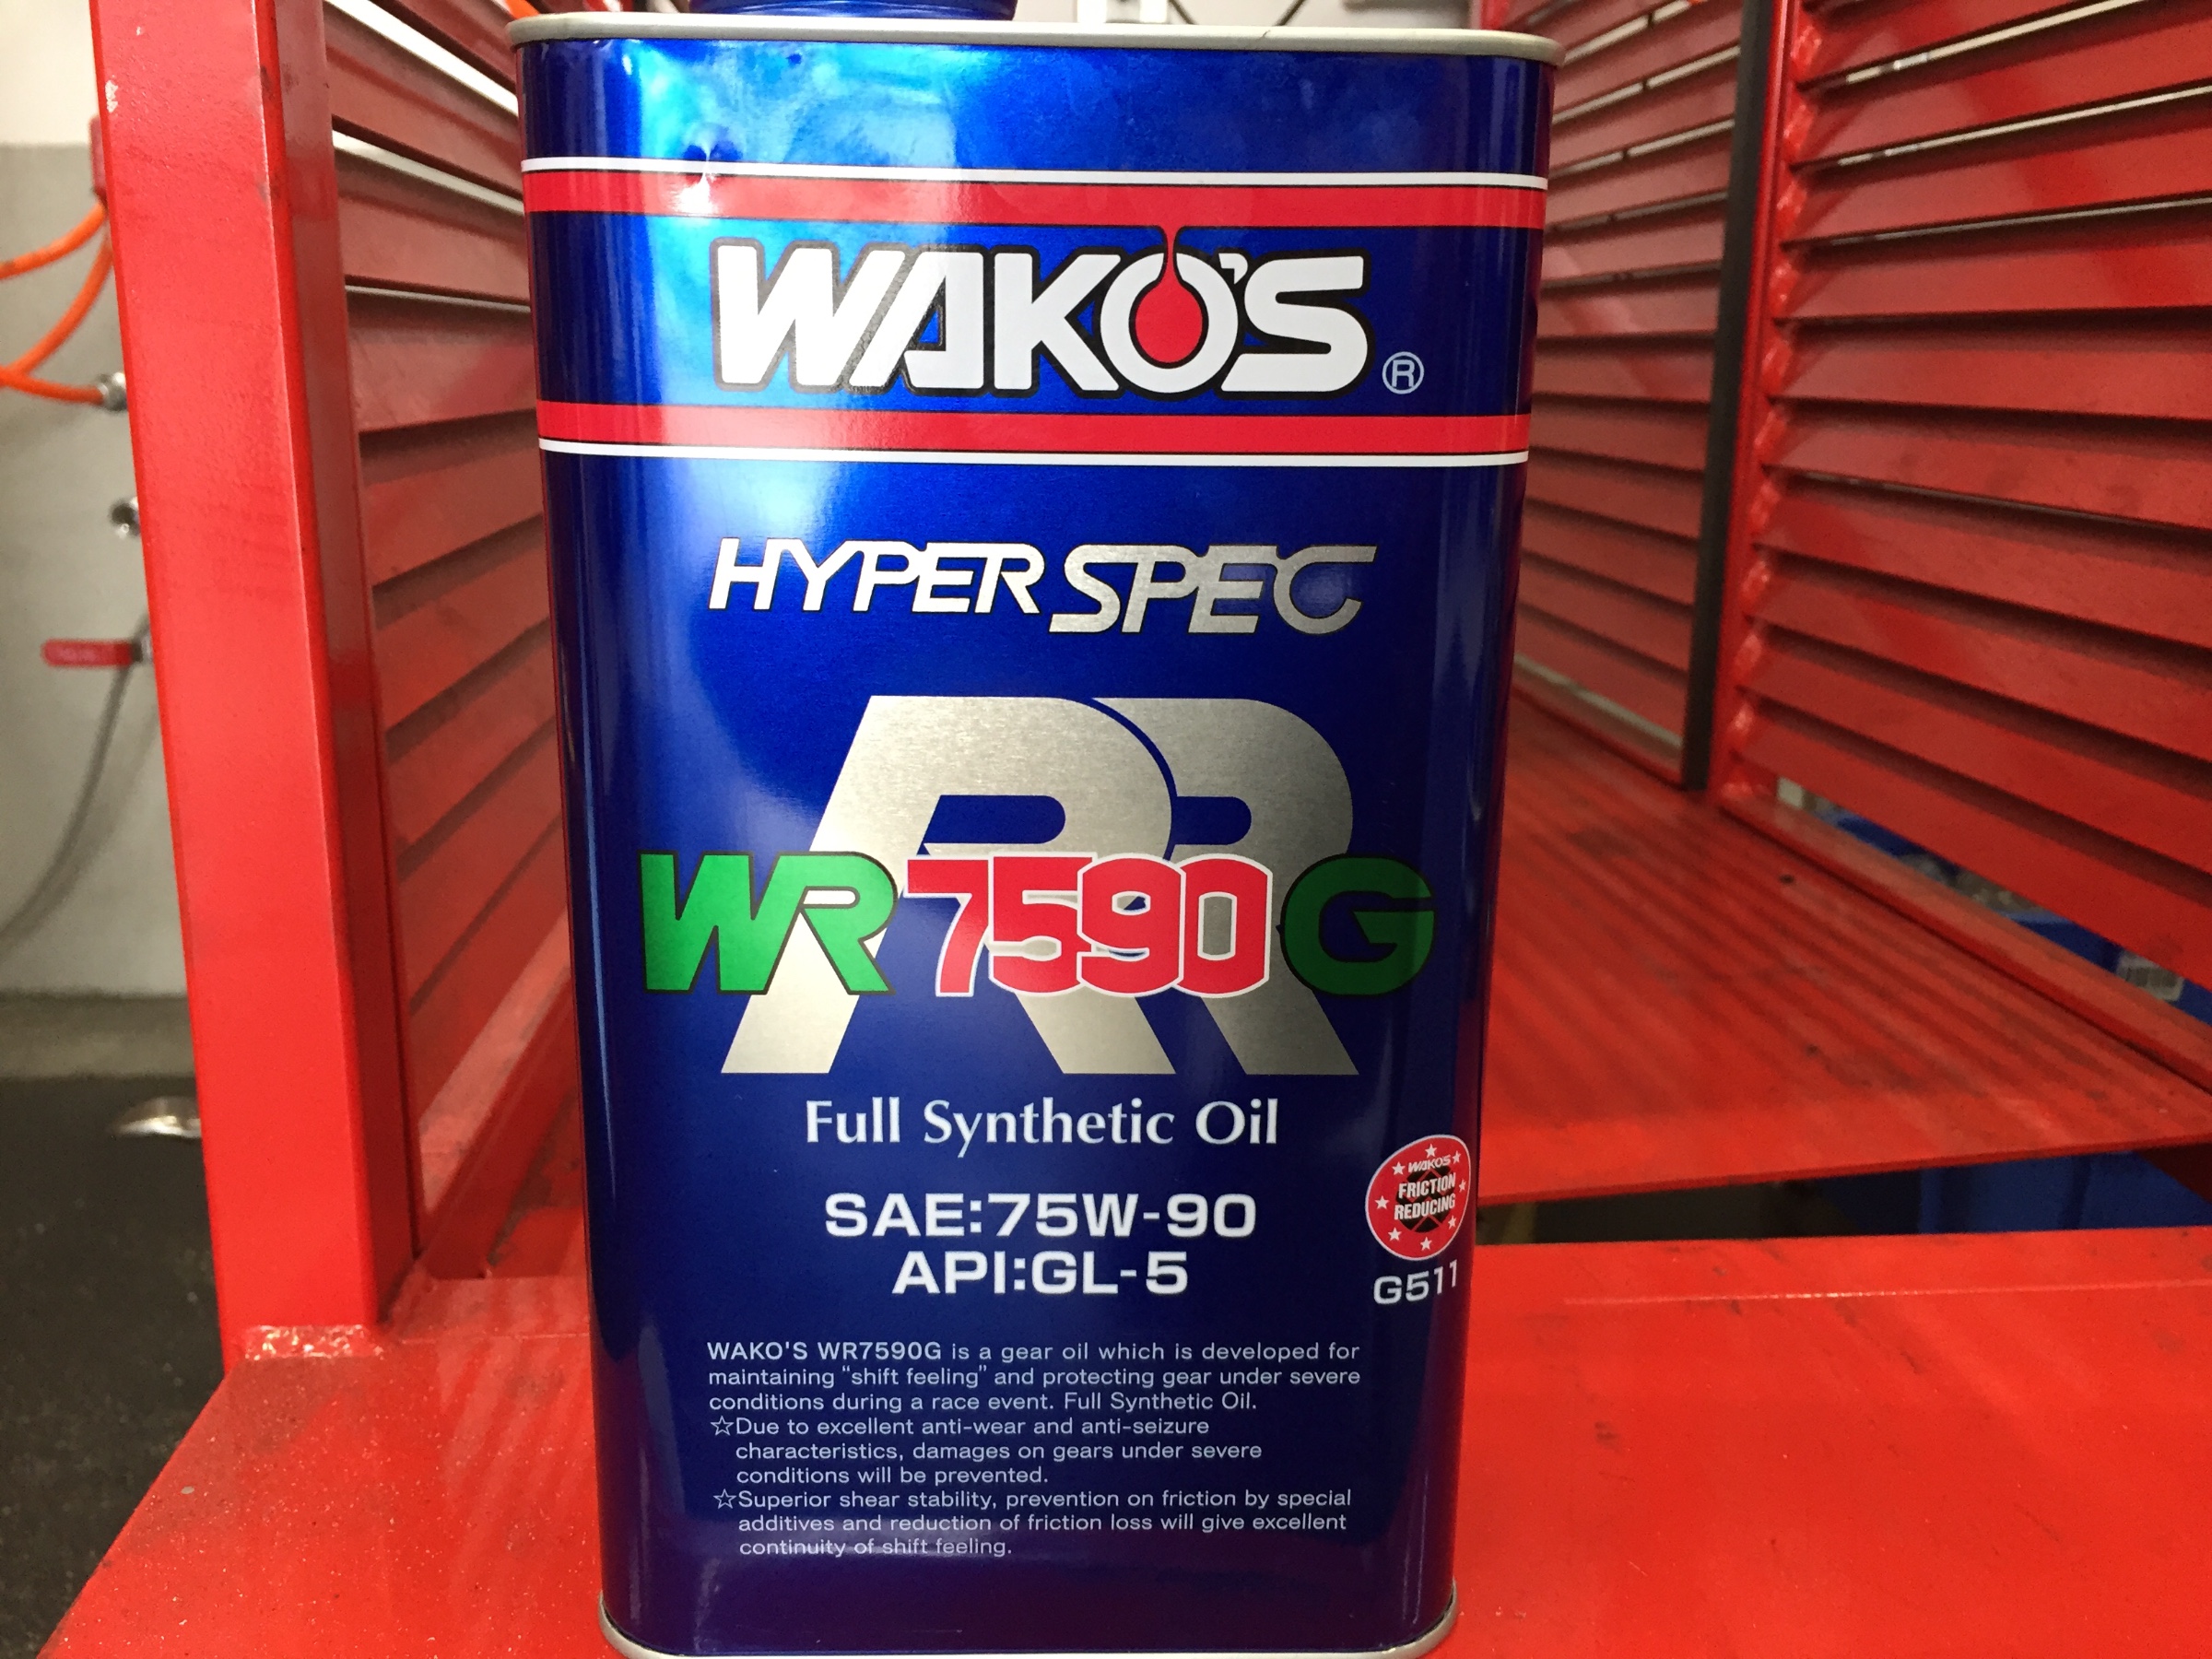 WAKO'S®
HYPER SPEC
RR
WR7590G
Full Synthetic Oil
SAE:75W-90
API:GL-5
WAKO'S
FRICTION
REDUCING
G511
WAKO'S WR7590G is a gear oil which is developed for
maintaining “shift feeling” and protecting gear under severe
conditions during a race event. Full Synthetic Oil.
☆Due to excellent anti-wear and anti-seizure
characteristics, damages on gears under severe
conditions will be prevented.
☆Superior shear stability, prevention on friction by special
additives and reduction of friction loss will give excellent
continuity of shift feeling.